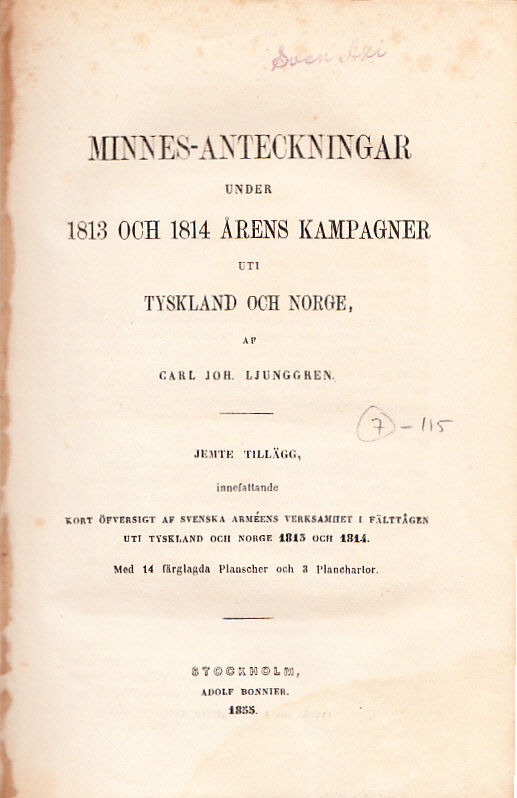 Sven Axi
MINNES-ANTECKNINGAR
UNDER
1813 OCH 1814 ÅRENS KAMPAGNER
UTI
TYSKLAND OCH NORGE,
AF
CARL JOH. LJUNGGREN.
7 - 115
JEMTE TILLÄGG,
innefattande
KORT ÖFVERSIGT AF SVENSKA ARMÉENS VERKSAMHET I FÄLTTÅGEN
UTI TYSKLAND OCH NORGE 1813 OCH 1814.
Med 14 färglagda Planscher och 3 Planchartor.
STOCKHOLM,
ADOLF BONNIER.
1855.